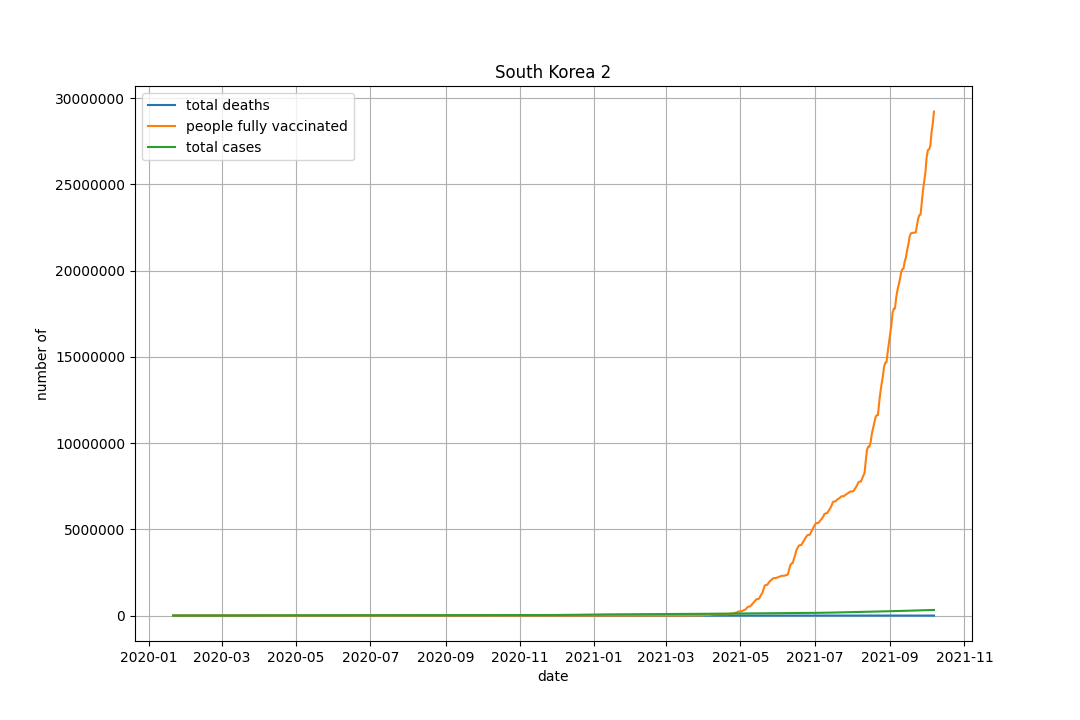 South Korea 2
total deaths
people fully vaccinated
total cases
30000000
25000000
20000000
15000000
10000000
5000000
0
number of
2020-01 2020-03 2020-05 2020-07 2020-09 2020-11 2021-01 2021-03 2021-05 2021-07 2021-09 2021-11
date